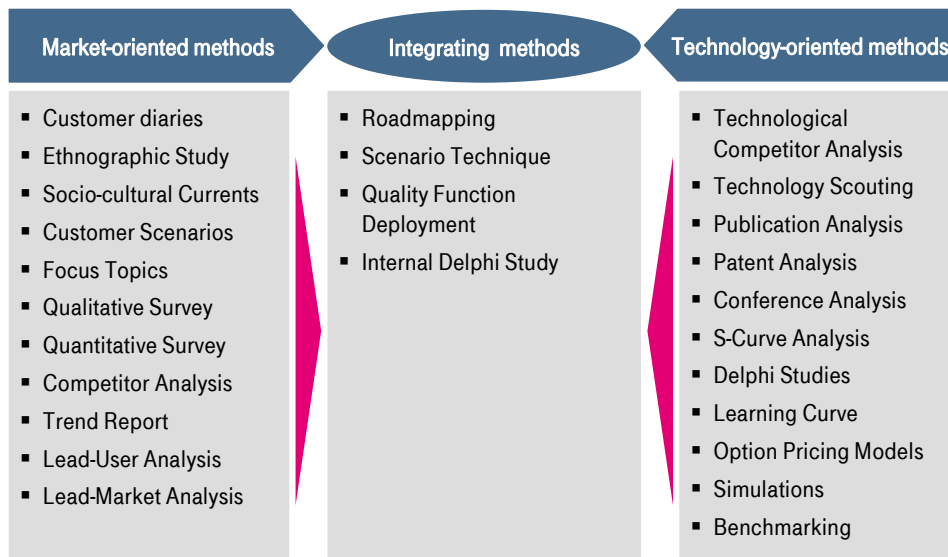 Market-oriented methods
Integrating methods
Technology-oriented methods
▪ Customer diaries
▪ Ethnographic Study
▪ Socio-cultural Currents
▪ Customer Scenarios
▪ Focus Topics
▪ Qualitative Survey
▪ Quantitative Survey
▪ Competitor Analysis
▪ Trend Report
▪ Lead-User Analysis
▪ Lead-Market Analysis
▪ Roadmapping
▪ Scenario Technique
▪ Quality Function
Deployment
▪ Internal Delphi Study
▪ Technological
Competitor Analysis
▪ Technology Scouting
▪ Publication Analysis
▪ Patent Analysis
▪ Conference Analysis
▪ S-Curve Analysis
▪ Delphi Studies
▪ Learning Curve
▪ Option Pricing Models
▪ Simulations
▪ Benchmarking